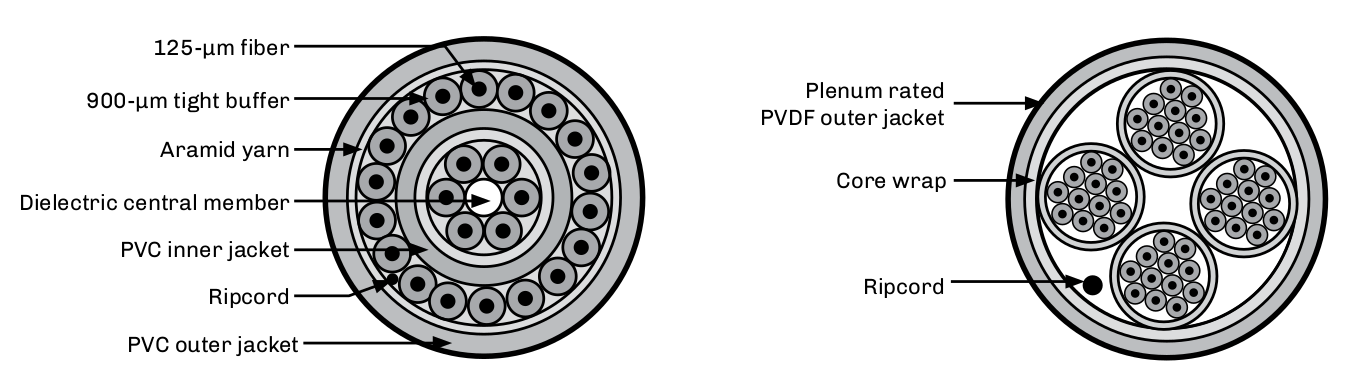 125-µm fiber
900-µm tight buffer
Aramid yarn
Dielectric central member
PVC inner jacket
Ripcord
PVC outer jacket
Plenum rated
PVDF outer jacket
Core wrap
Ripcord